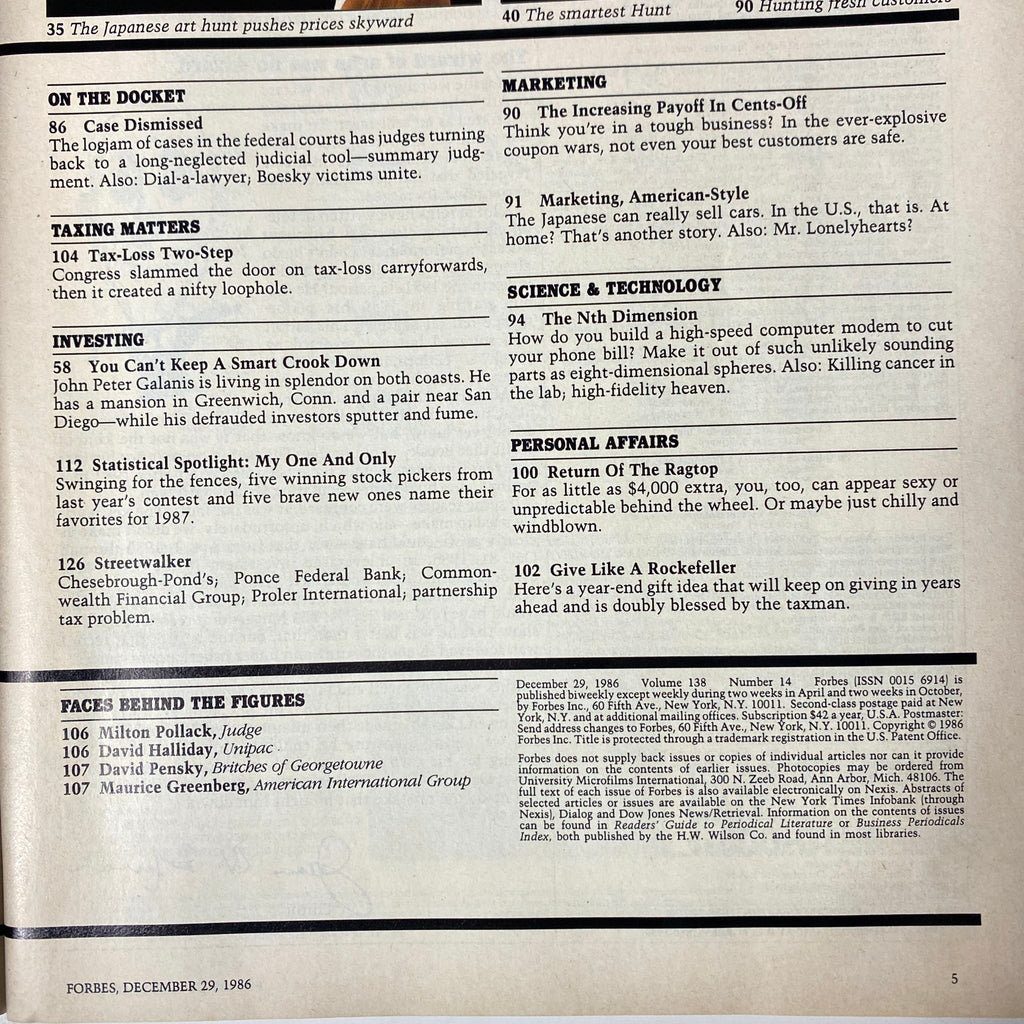 35 The Japanese art hunt pushes prices skyward
40 The smartest Hunt
90 Hunting fresh customers
ON THE DOCKET
86 Case Dismissed
The logjam of cases in the federal courts has judges turning
back to a long-neglected judicial tool—summary judg-
ment. Also: Dial-a-lawyer; Boesky victims unite.
TAXING MATTERS
104 Tax-Loss Two-Step
Congress slammed the door on tax-loss carryforwards,
then it created a nifty loophole.
INVESTING
58 You Can't Keep A Smart Crook Down
John Peter Galanis is living in splendor on both coasts. He
has a mansion in Greenwich, Conn. and a pair near San
Diego—while his defrauded investors sputter and fume.
112 Statistical Spotlight: My One And Only
Swinging for the fences, five winning stock pickers from
last year's contest and five brave new ones name their
favorites for 1987.
126 Streetwalker
Chesebrough-Pond's; Ponce Federal Bank; Common-
wealth Financial Group; Proler International; partnership
tax problem.
MARKETING
90 The Increasing Payoff In Cents-Off
Think you're in a tough business? In the ever-explosive
coupon wars, not even your best customers are safe.
91 Marketing, American-Style
The Japanese can really sell cars. In the U.S., that is. At
home? That's another story. Also: Mr. Lonelyhearts?
SCIENCE & TECHNOLOGY
94 The Nth Dimension
How do you build a high-speed computer modem to cut
your phone bill? Make it out of such unlikely sounding
parts as eight-dimensional spheres. Also: Killing cancer in
the lab; high-fidelity heaven.
PERSONAL AFFAIRS
100 Return Of The Ragtop
For as little as $4,000 extra, you, too, can appear sexy or
unpredictable behind the wheel. Or maybe just chilly and
windblown.
102 Give Like A Rockefeller
Here's a year-end gift idea that will keep on giving in years
ahead and is doubly blessed by the taxman.
FACES BEHIND THE FIGURES
106 Milton Pollack, Judge
106 David Halliday, Unipac
107 David Pensky, Britches of Georgetowne
107 Maurice Greenberg, American International Group
December 29, 1986 Volume 138 Number 14 Forbes (ISSN 0015 6914) is
published biweekly except weekly during two weeks in April and two weeks in October,
by Forbes Inc., 60 Fifth Ave., New York, N.Y. 10011. Second-class postage paid at New
York, N.Y. and at additional mailing offices. Subscription $42 a year, U.S.A. Postmaster:
Send address changes to Forbes, 60 Fifth Ave., New York, N.Y. 10011. Copyright © 1986
Forbes Inc. Title is protected through a trademark registration in the U.S. Patent Office.
Forbes does not supply back issues or copies of individual articles nor can it provide
information on the contents of earlier issues. Photocopies may be ordered from
University Microfilms International, 300 N. Zeeb Road, Ann Arbor, Mich. 48106. The
full text of each issue of Forbes is also available electronically on Nexis. Abstracts of
selected articles or issues are available on the New York Times Infobank (through
Nexis), Dialog and Dow Jones News/Retrieval. Information on the contents of issues
can be found in Readers' Guide to Periodical Literature or Business Periodicals
Index, both published by the H.W. Wilson Co. and found in most libraries.
FORBES, DECEMBER 29, 1986
5